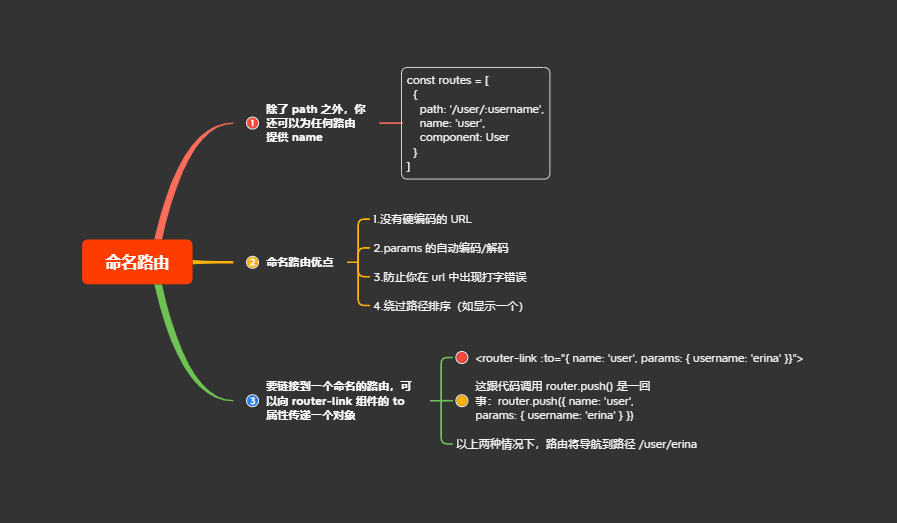 命名路由
1
除了 path 之外，你
还可以为任何路由
提供 name
const routes = [
{
path: '/user/:username',
name: 'user',
component: User
}
]
2
命名路由优点
1.没有硬编码的 URL
2.params 的自动编码/解码
3.防止你在 url 中出现打字错误
4.绕过路径排序（如显示一个）
3
要链接到一个命名的路由，可
以向 router-link 组件的 to
属性传递一个对象
<router-link :to="{ name: 'user', params: { username: 'erina' }}">
这跟代码调用 router.push() 是一回
事：router.push({ name: 'user',
params: { username: 'erina' } })
以上两种情况下，路由将导航到路径 /user/erina